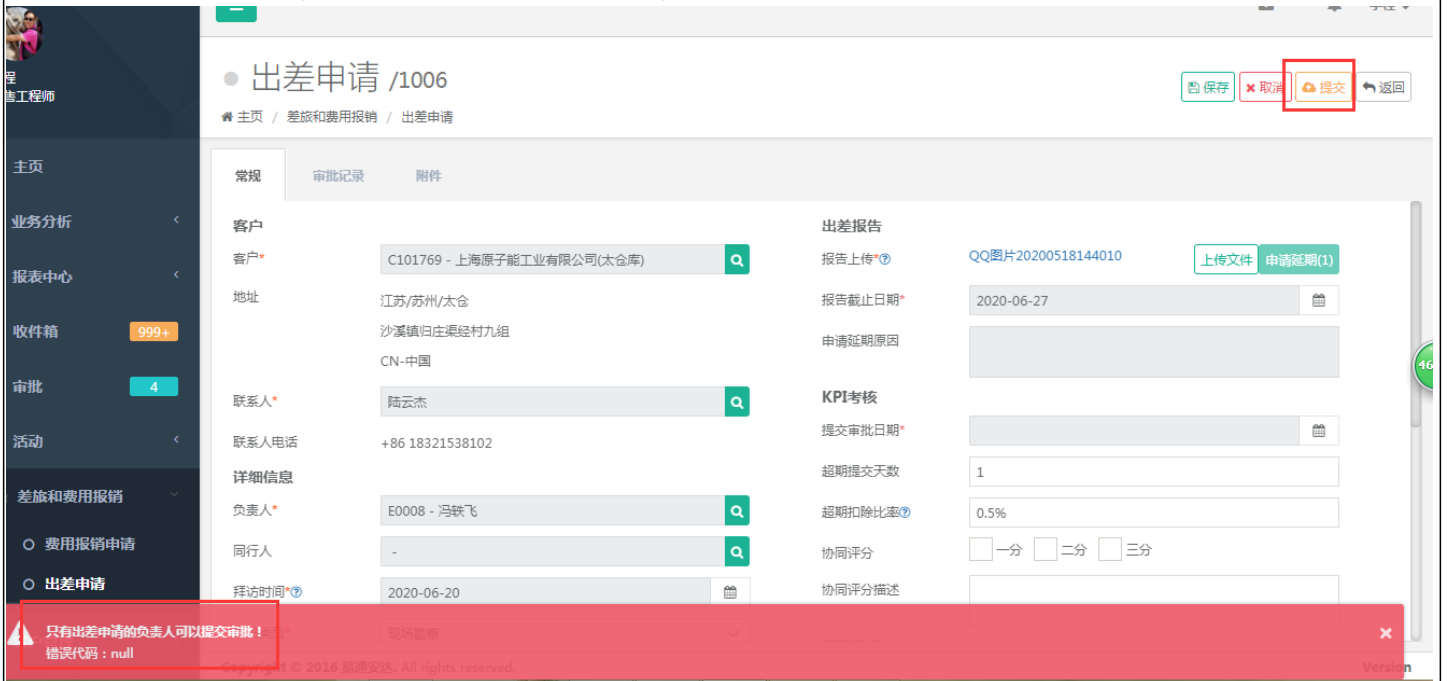 程
售工程师
主页
业务分析
报表中心
收件箱 999+
审批 4
活动
差旅和费用报销
费用报销申请
出差申请
出差申请 /1006
主页 / 差旅和费用报销 / 出差申请
保存 取消 提交 返回
常规 审批记录 附件
客户
客户* C101769 - 上海原子能工业有限公司(太仓库)
地址 江苏/苏州/太仓
沙溪镇归庄渠经村九组
CN-中国
联系人* 陆云杰
联系人电话 +86 18321538102
详细信息
负责人* E0008 - 冯轶飞
同行人 -
拜访时间* 2020-06-20
现场勘察
出差报告
报告上传* QQ图片20200518144010 上传文件 申请延期(1)
报告截止日期* 2020-06-27
申请延期原因
KPI考核
提交审批日期*
超期提交天数 1
超期扣除比率 0.5%
协同评分 一分 二分 三分
协同评分描述
46
只有出差申请的负责人可以提交审批！
错误代码：null
Copyright © 2016 易通安达. All rights reserved.
Version